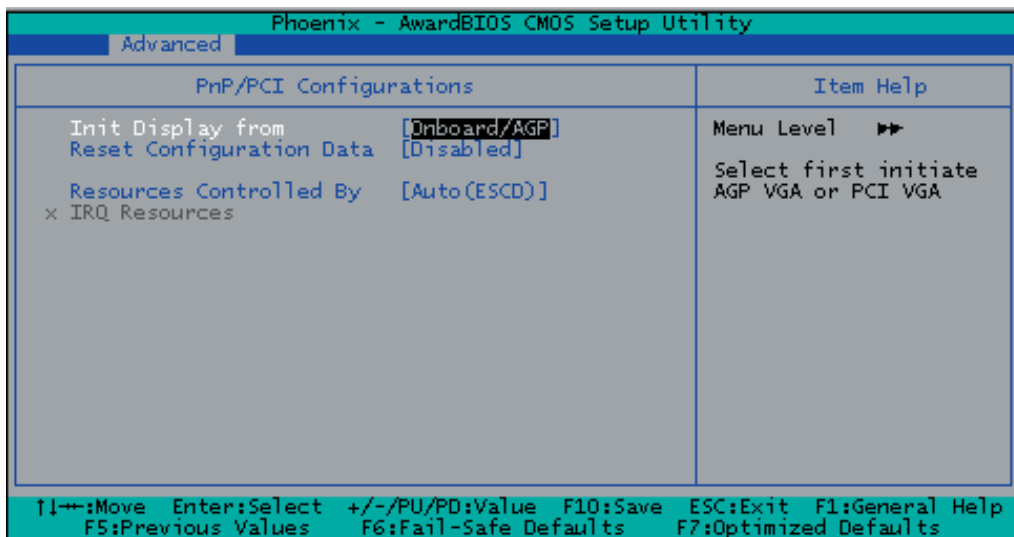 Phoenix - AwardBIOS CMOS Setup Utility
Advanced
PnP/PCI Configurations
Item Help
Init Display from [Onboard/AGP]
Reset Configuration Data [Disabled]
Resources Controlled By [Auto(ESCD)]
x IRQ Resources
Menu Level ►►
Select first initiate
AGP VGA or PCI VGA
↑↓→←:Move Enter:Select +/-/PU/PD:Value F10:Save ESC:Exit F1:General Help
F5:Previous Values F6:Fail-Safe Defaults F7:Optimized Defaults